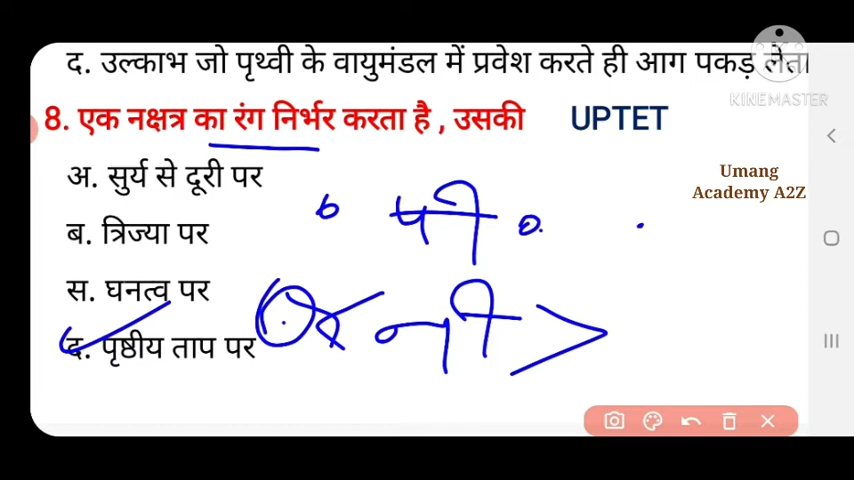 द. उल्काभ जो पृथ्वी के वायुमंडल में प्रवेश करते ही आग पकड़ लेता
KINEMASTER
8. एक नक्षत्र का रंग निर्भर करता है , उसकी UPTET
Umang
Academy A2Z
अ. सुर्य से दूरी पर
ब. त्रिज्या पर
स. घनत्व पर
द. पृष्ठीय ताप पर